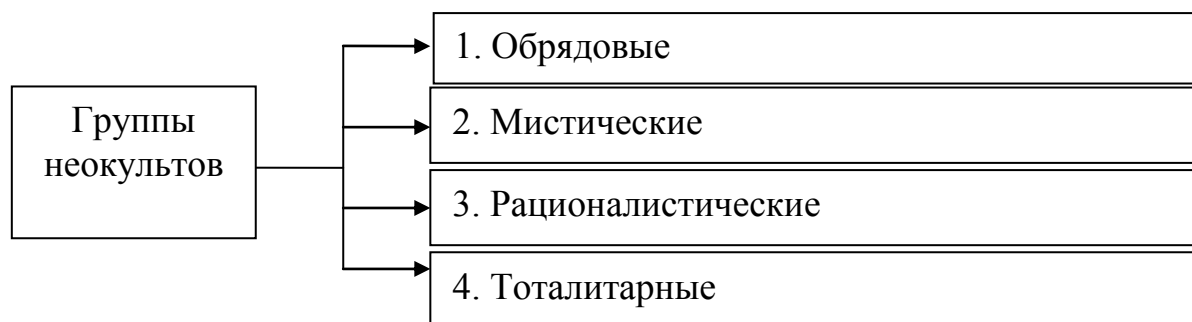 Группы
неокультов
1. Обрядовые
2. Мистические
3. Рационалистические
4. Тоталитарные